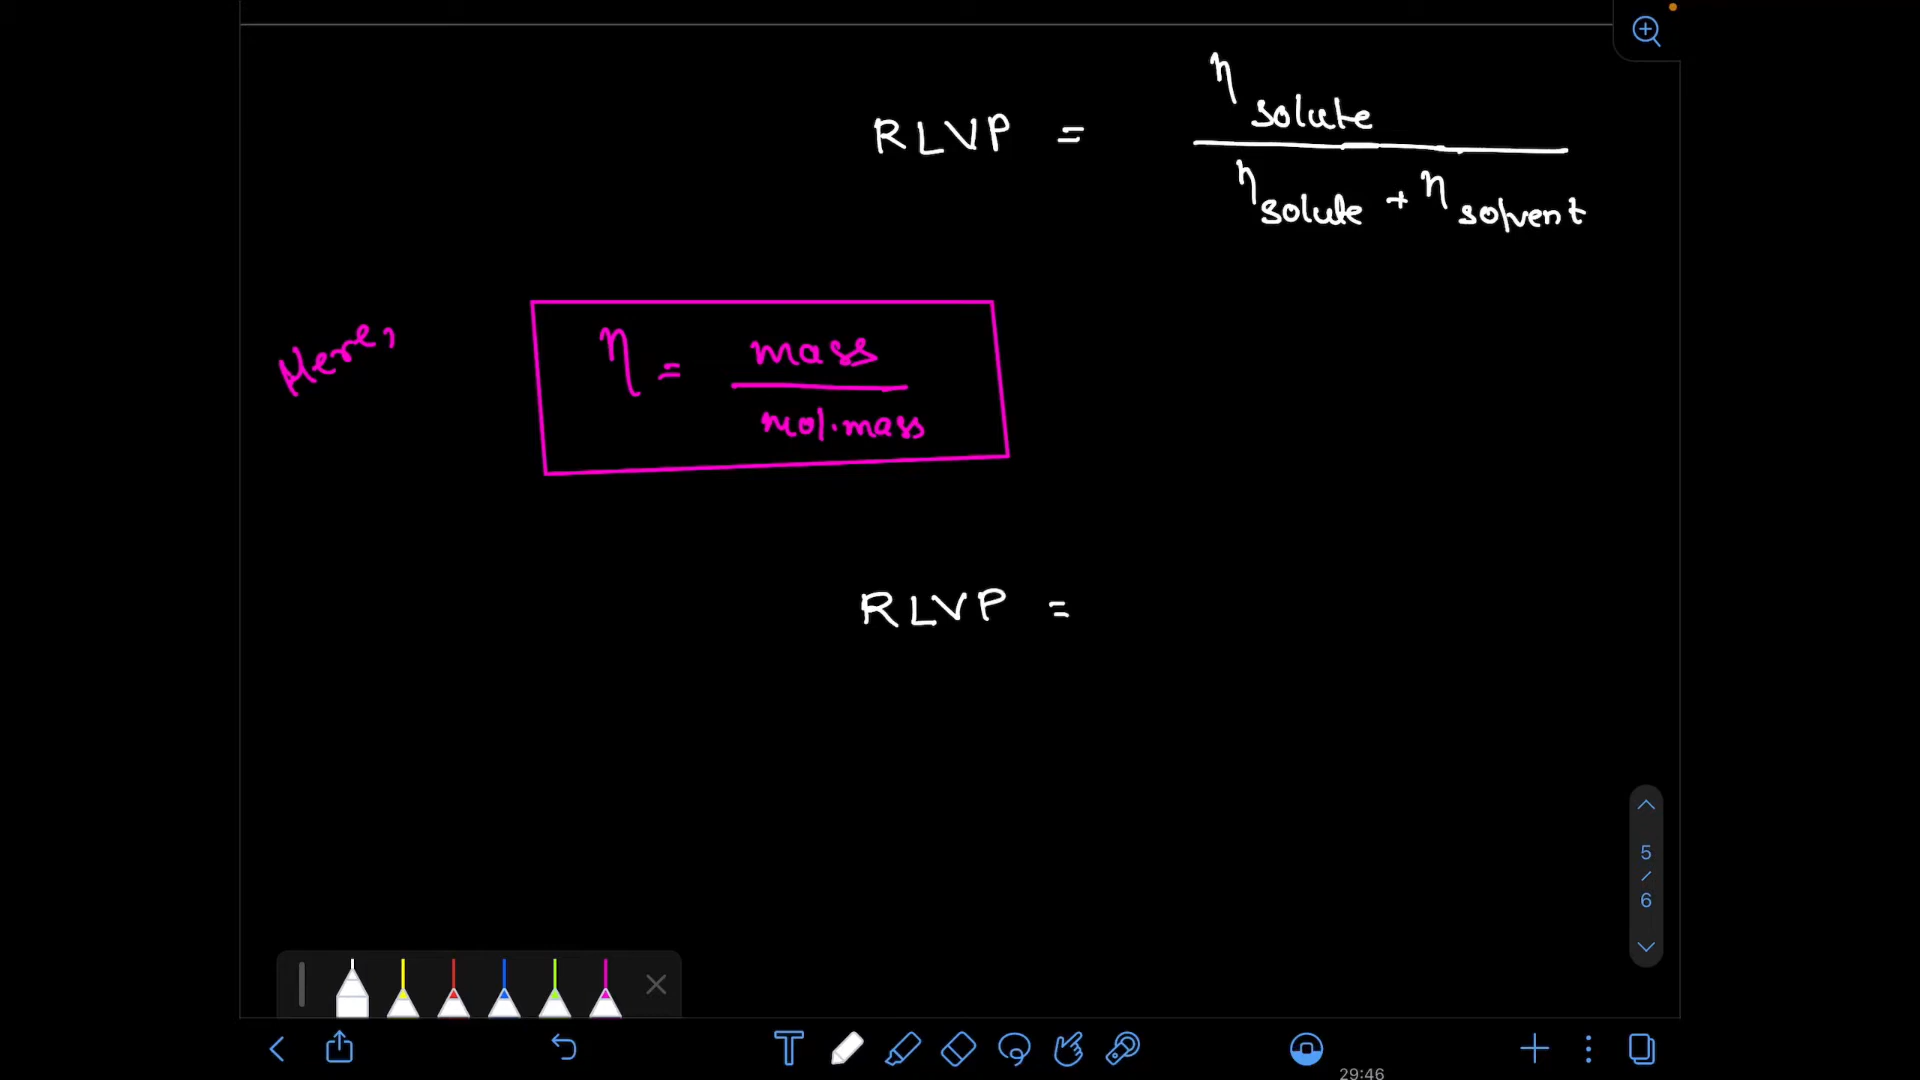 RLVP = η solute / η solute + η solvent
Here, η = mass / mol. mass
RLVP =
5
/
6
T
29:46